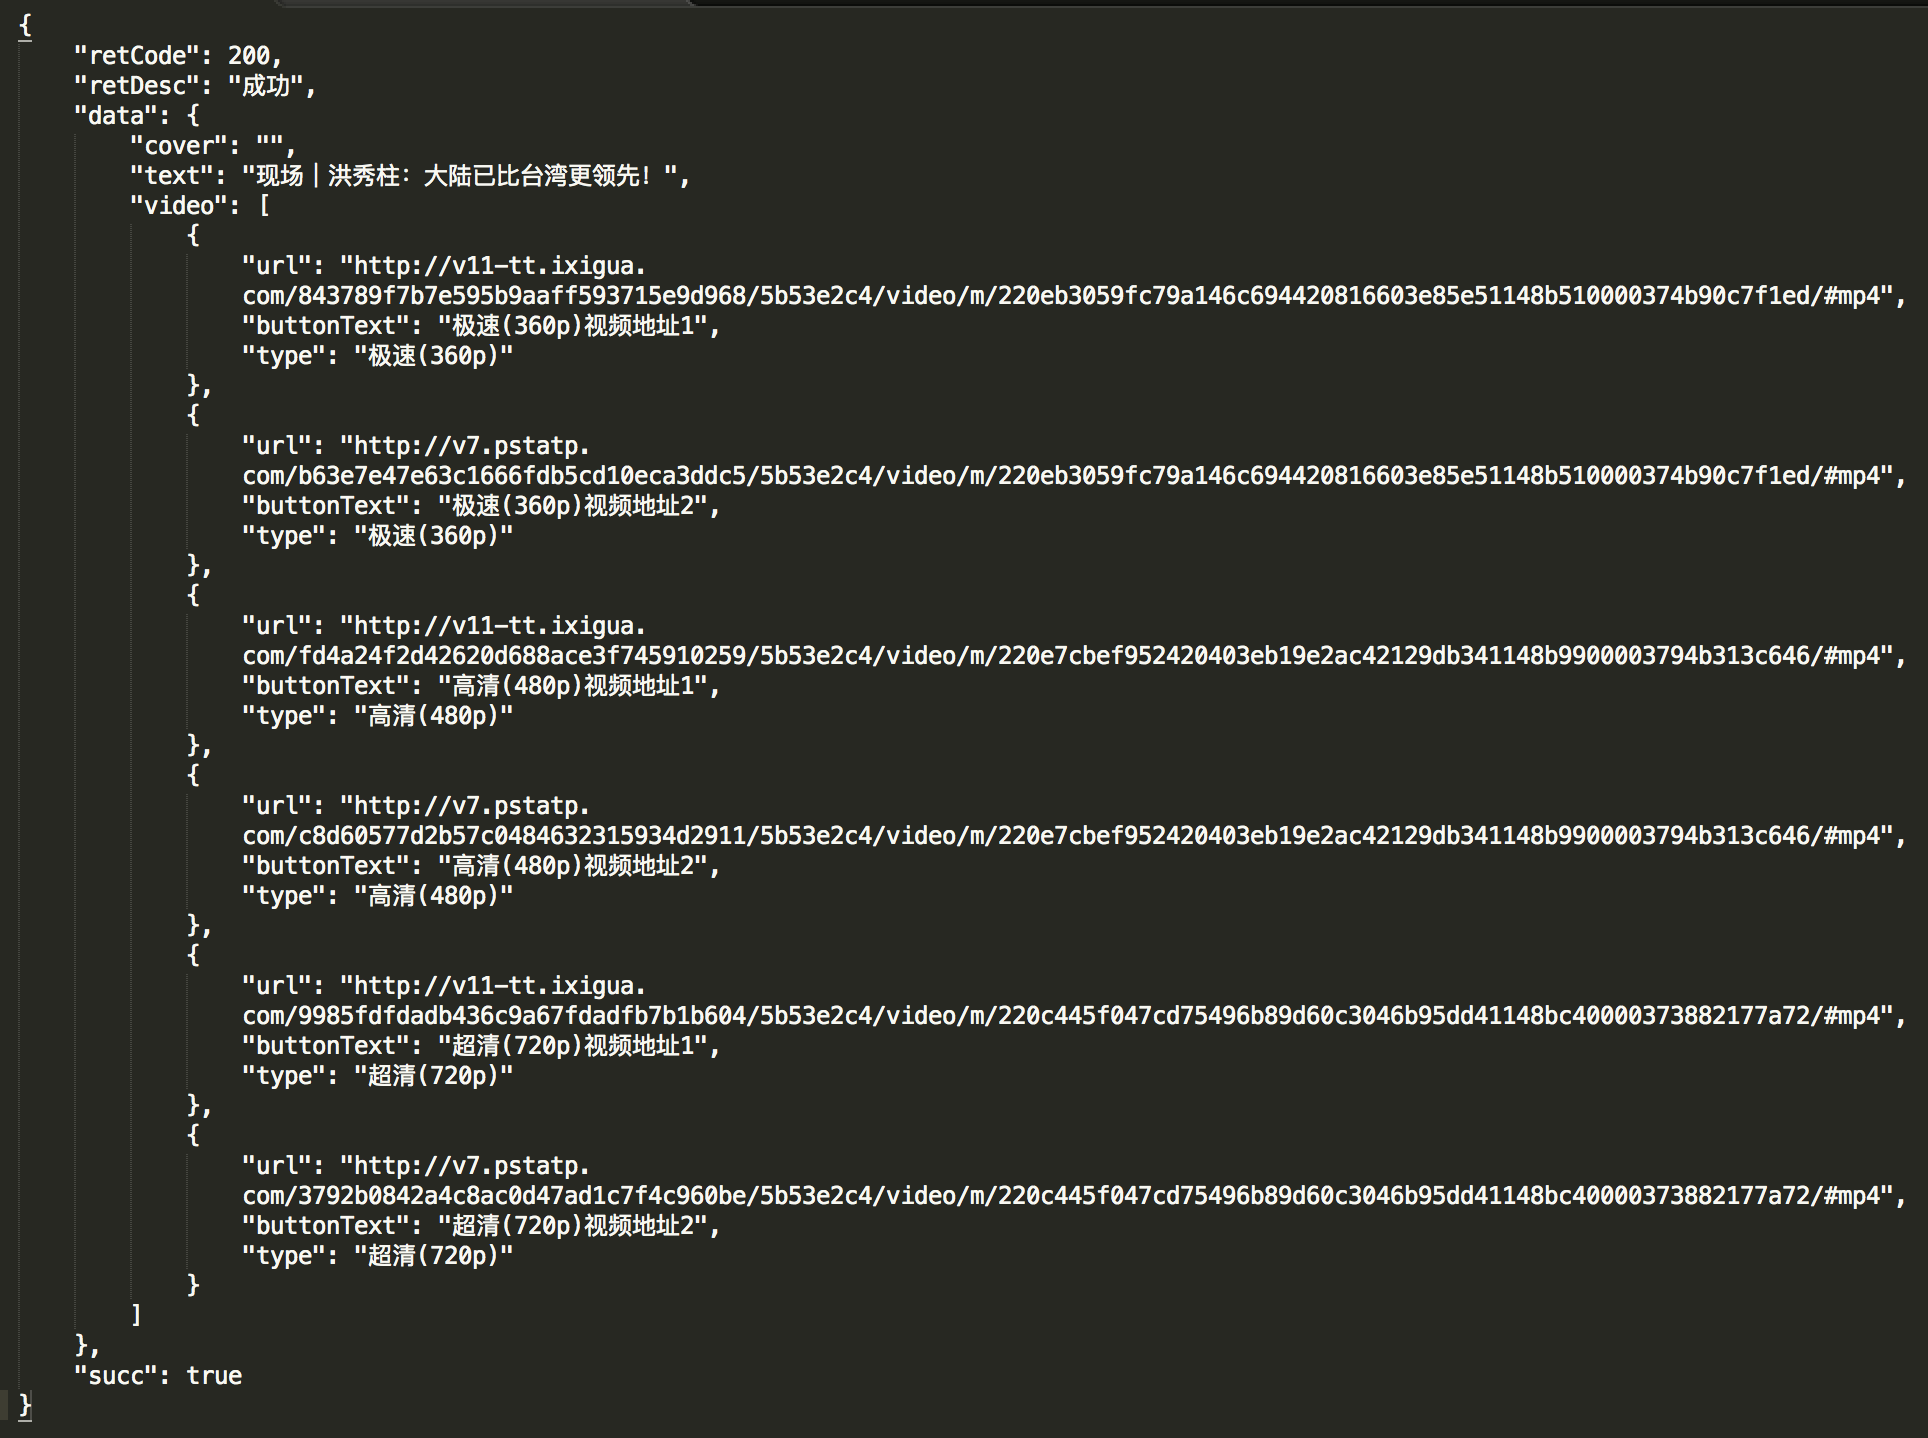 {
"retCode": 200,
"retDesc": "成功",
"data": {
"cover": "",
"text": "现场｜洪秀柱：大陆已比台湾更领先！",
"video": [
{
"url": "http://v11-tt.ixigua.
com/843789f7b7e595b9aaff593715e9d968/5b53e2c4/video/m/220eb3059fc79a146c694420816603e85e51148b510000374b90c7f1ed/#mp4",
"buttonText": "极速(360p)视频地址1",
"type": "极速(360p)"
},
{
"url": "http://v7.pstatp.
com/b63e7e47e63c1666fdb5cd10eca3ddc5/5b53e2c4/video/m/220eb3059fc79a146c694420816603e85e51148b510000374b90c7f1ed/#mp4",
"buttonText": "极速(360p)视频地址2",
"type": "极速(360p)"
},
{
"url": "http://v11-tt.ixigua.
com/fd4a24f2d42620d688ace3f745910259/5b53e2c4/video/m/220e7cbef952420403eb19e2ac42129db341148b9900003794b313c646/#mp4",
"buttonText": "高清(480p)视频地址1",
"type": "高清(480p)"
},
{
"url": "http://v7.pstatp.
com/c8d60577d2b57c0484632315934d2911/5b53e2c4/video/m/220e7cbef952420403eb19e2ac42129db341148b9900003794b313c646/#mp4",
"buttonText": "高清(480p)视频地址2",
"type": "高清(480p)"
},
{
"url": "http://v11-tt.ixigua.
com/9985fdfdadb436c9a67fdadfb7b1b604/5b53e2c4/video/m/220c445f047cd75496b89d60c3046b95dd41148bc40000373882177a72/#mp4",
"buttonText": "超清(720p)视频地址1",
"type": "超清(720p)"
},
{
"url": "http://v7.pstatp.
com/3792b0842a4c8ac0d47ad1c7f4c960be/5b53e2c4/video/m/220c445f047cd75496b89d60c3046b95dd41148bc40000373882177a72/#mp4",
"buttonText": "超清(720p)视频地址2",
"type": "超清(720p)"
}
]
},
"succ": true
}